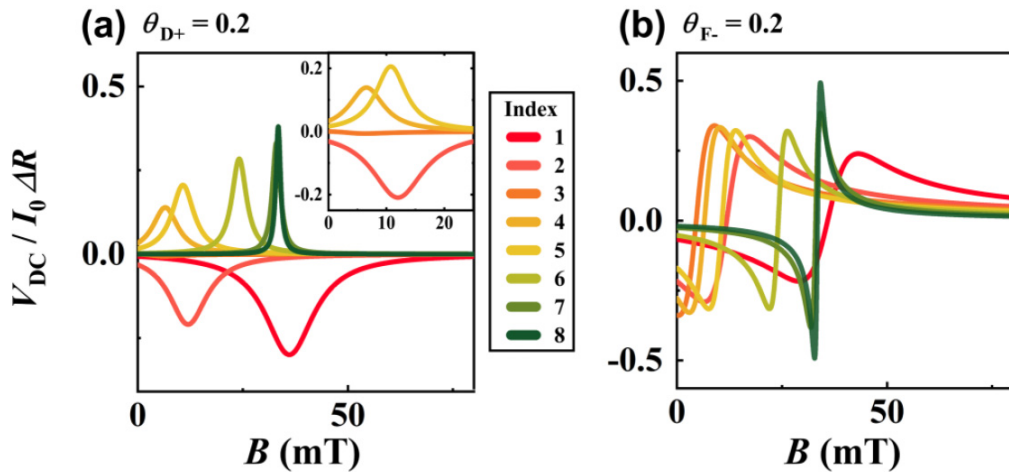 (a) θD+ = 0.2
0.5
0.0
VDC / I0 ΔR
0 50
B (mT)
0.2
0.0
-0.2
0 10 20
Index
1
2
3
4
5
6
7
8
(b) θF- = 0.2
0.5
0.0
-0.5
0 50
B (mT)